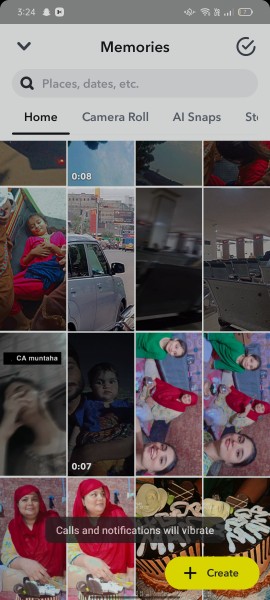 3:24
Memories
Places, dates, etc.
Home Camera Roll AI Snaps St
0:08
CA muntaha
0:07
Calls and notifications will vibrate
+ Create